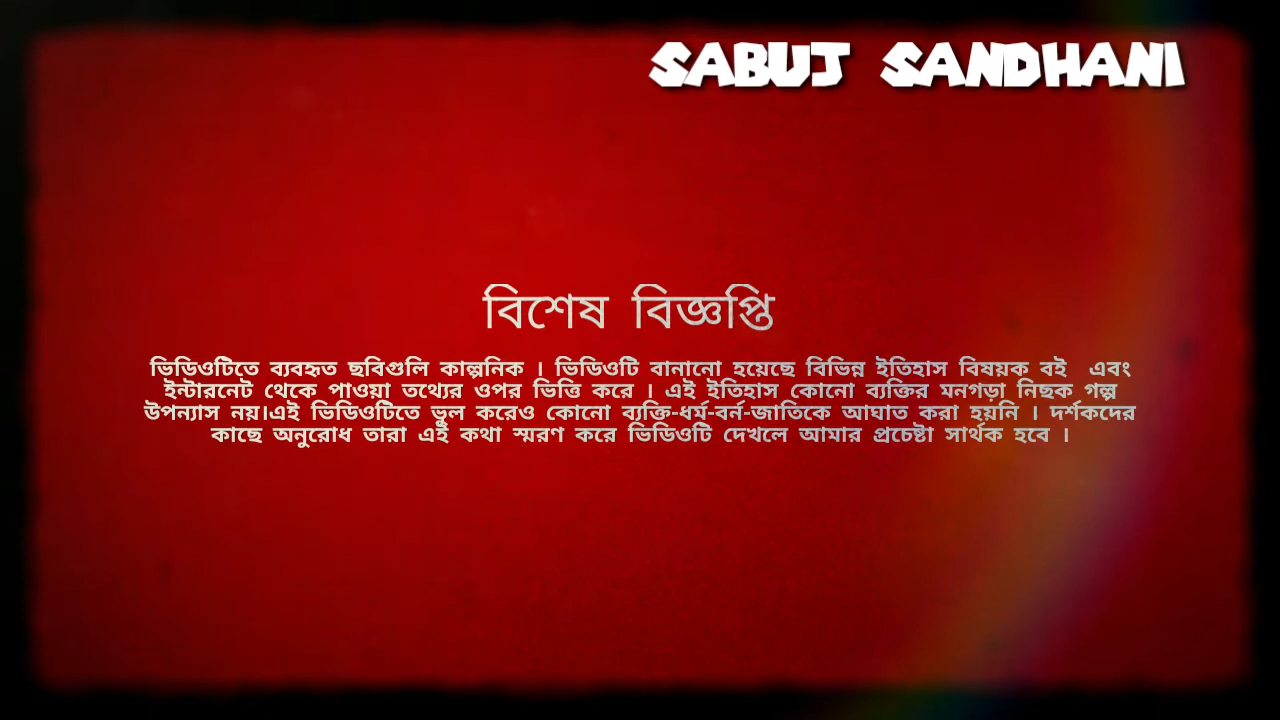 SABUJ SANDHANI
বিশেষ বিজ্ঞপ্তি
ভিডিওটিতে ব্যবহৃত ছবিগুলি কাল্পনিক । ভিডিওটি বানানো হয়েছে বিভিন্ন ইতিহাস বিষয়ক বই এবং
ইন্টারনেট থেকে পাওয়া তথ্যের ওপর ভিত্তি করে । এই ইতিহাস কোনো ব্যক্তির মনগড়া নিছক গল্প
উপন্যাস নয়।এই ভিডিওটিতে ভুল করেও কোনো ব্যক্তি-ধর্ম-বর্ন-জাতিকে আঘাত করা হয়নি । দর্শকদের
কাছে অনুরোধ তারা এই কথা স্মরণ করে ভিডিওটি দেখলে আমার প্রচেষ্টা সার্থক হবে ।